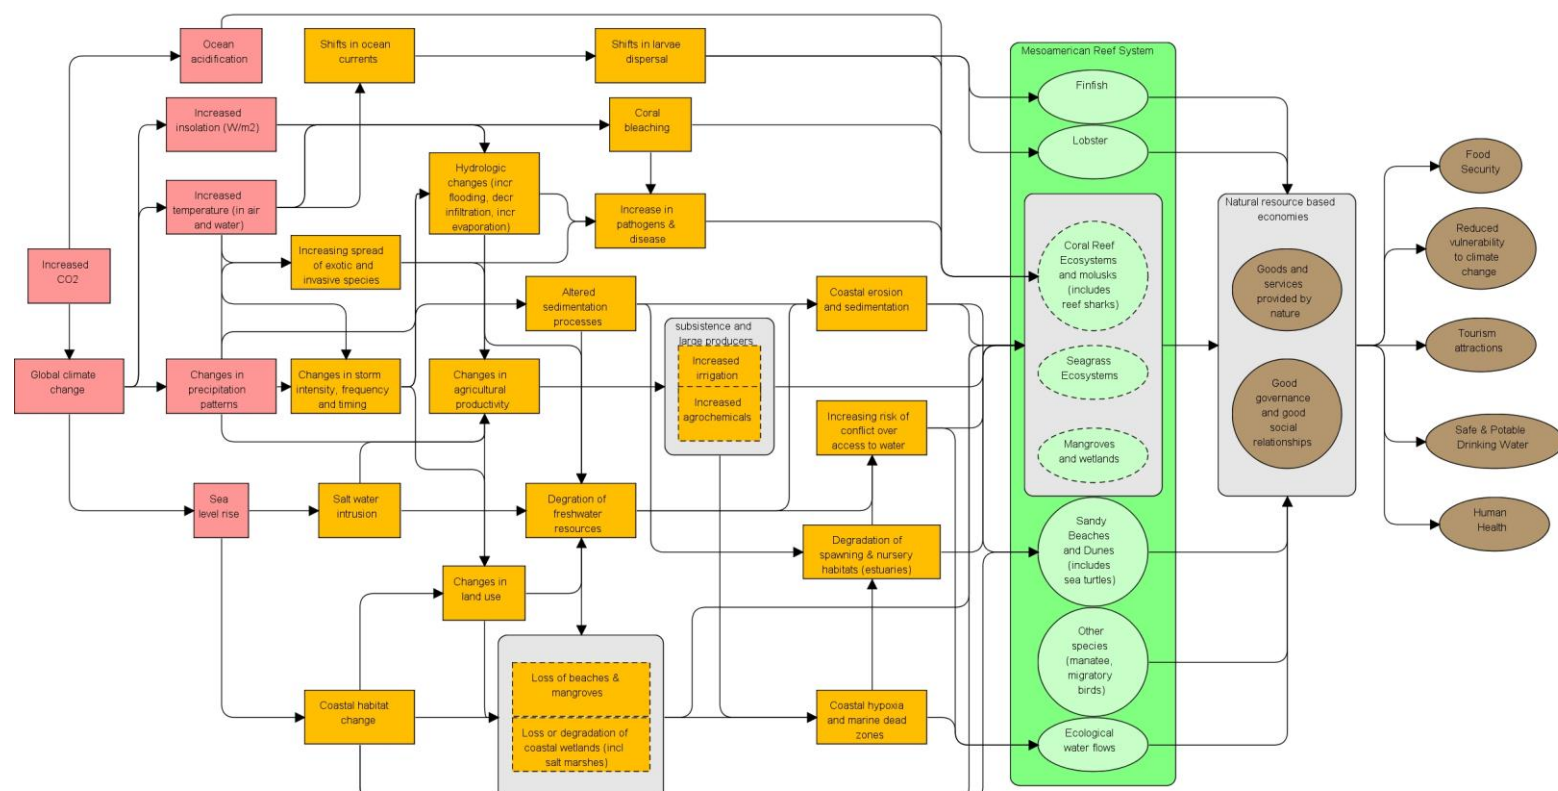 Ocean
acidification
Shifts in ocean
currents
Shifts in larvae
dispersal
Mesoamerican Reef System
Finfish
Increased
insolation (W/m2)
Coral
bleaching
Lobster
Food
Security
Hydrologic
changes (incr
flooding, decr
infiltration, incr
evaporation)
Increased
temperature (in air
and water)
Increase in
pathogens &
disease
Natural resource based
economies
Reduced
vulnerability
to climate
change
Increased
CO2
Increasing spread
of exotic and
invasive species
Coral Reef
Ecosystems
and molusks
(includes
reef sharks)
Goods and
services
provided by
nature
Altered
sedimentation
processes
Coastal erosion
and sedimentation
subsistence and
large producers
Increased
irrigation
Increased
agrochemicals
Seagrass
Ecosystems
Tourism
attractions
Global climate
change
Changes in
precipitation
patterns
Changes in storm
intensity, frequency
and timing
Changes in
agricultural
productivity
Increasing risk of
conflict over
access to water
Mangroves
and wetlands
Good
governance
and good
social
relationships
Safe & Potable
Drinking Water
Sea
level rise
Salt water
intrusion
Degration of
freshwater
resources
Degradation of
spawning & nursery
habitats (estuaries)
Sandy
Beaches
and Dunes
(includes
sea turtles)
Human
Health
Changes in
land use
Other
species
(manatee,
migratory
birds)
Coastal habitat
change
Loss of beaches &
mangroves
Loss or degradation of
coastal wetlands (incl
salt marshes)
Coastal hypoxia
and marine dead
zones
Ecological
water flows